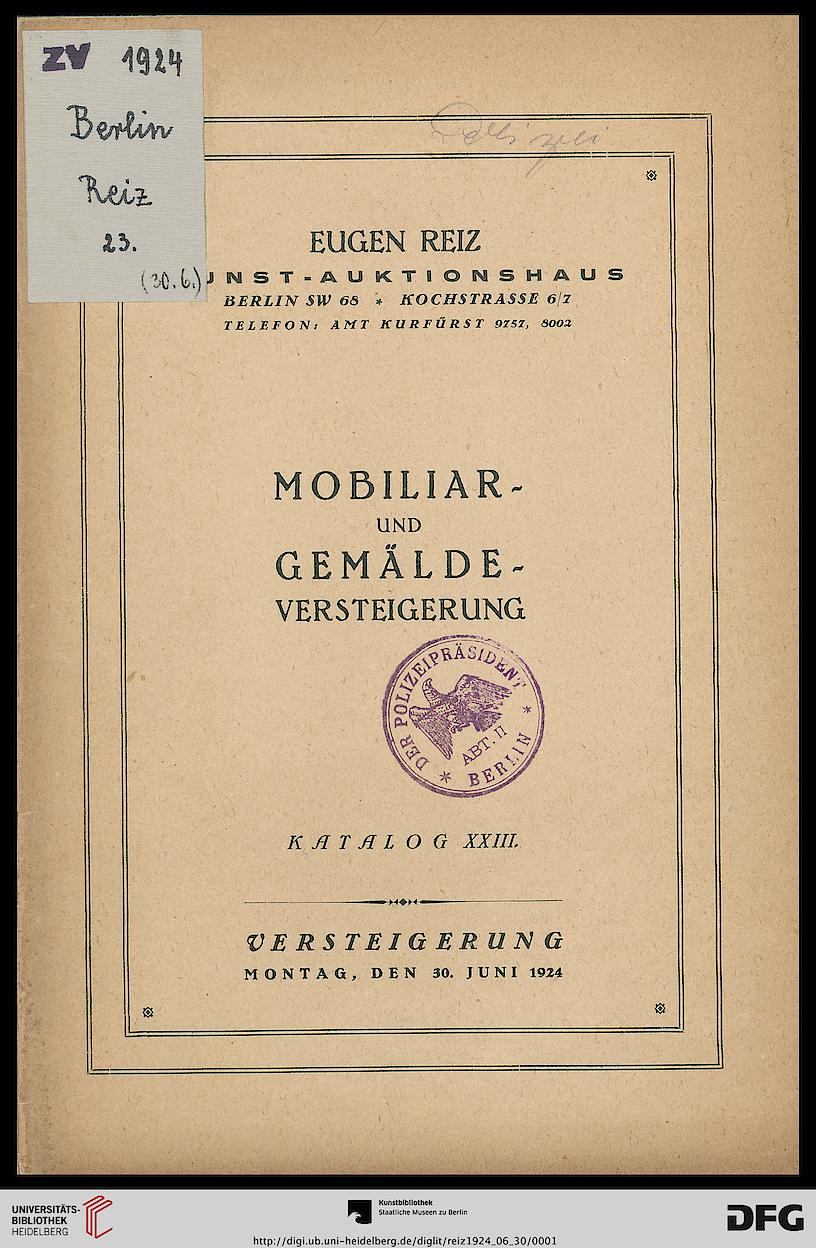 ZV 1924
Berlin
Reiz
23.
(30.6.)
EUGEN REIZ
UNST-AUKTIONSHAUS
BERLIN SW 68 * KOCHSTRASSE 6/7
TELEFON: AMT KURFÜRST 9757, 8002
MOBILIAR-
UND
GEMÄLDE-
VERSTEIGERUNG
DER POLIZEIPRÄSIDENT
ABT. II
* BERLIN *
KATALOG XXIII.
VERSTEIGERUNG
MONTAG, DEN 30. JUNI 1924
UNIVERSITÄTS-
BIBLIOTHEK
HEIDELBERG
Kunstbibliothek
Staatliche Museen zu Berlin
DFG
http://digi.ub.uni-heidelberg.de/diglit/reiz1924_06_30/0001